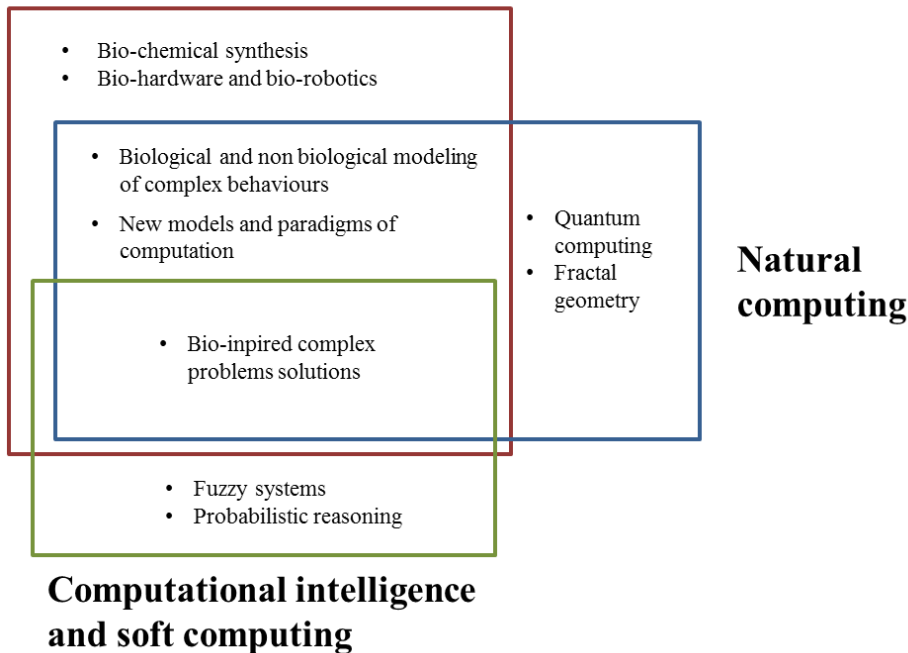 • Bio-chemical synthesis
• Bio-hardware and bio-robotics
• Biological and non biological modeling
of complex behaviours
• New models and paradigms of
computation
• Quantum
computing
• Fractal
geometry
Natural
computing
• Bio-inpired complex
problems solutions
• Fuzzy systems
• Probabilistic reasoning
Computational intelligence
and soft computing